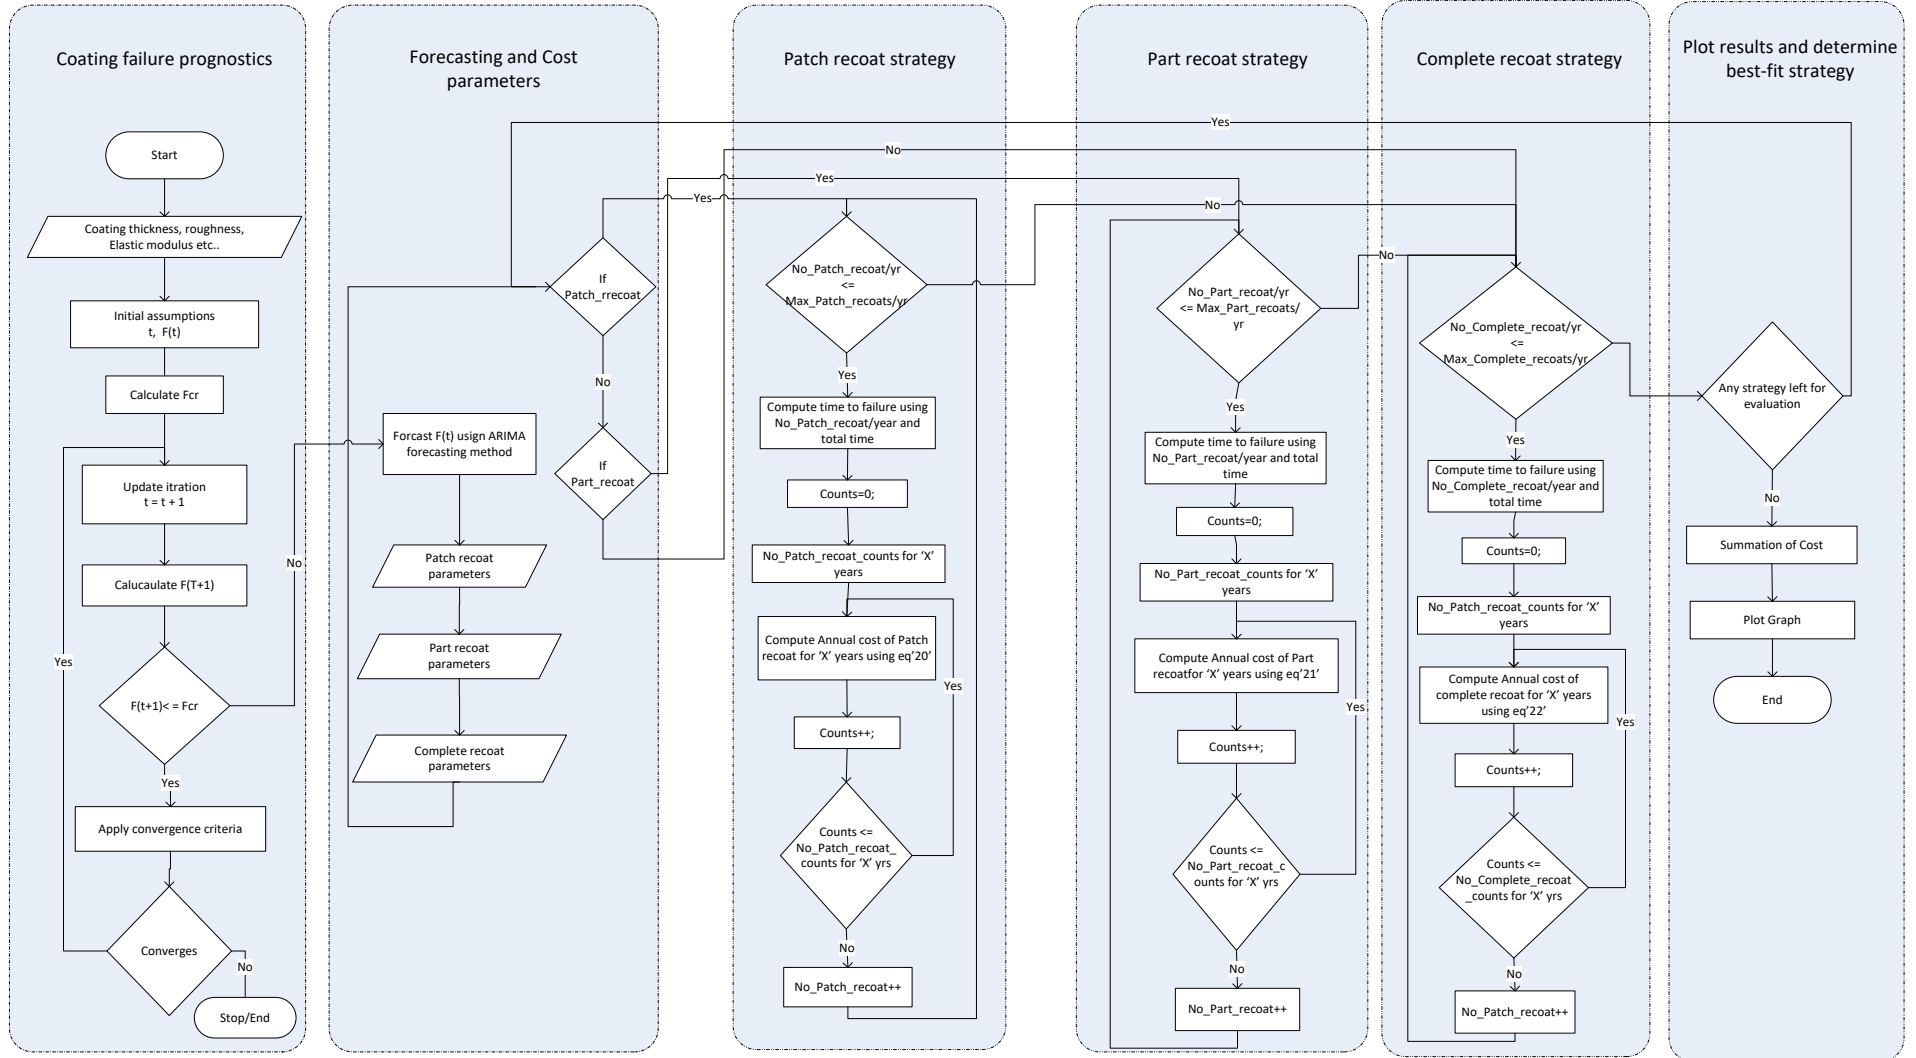 Coating failure prognostics
Start
Coating thickness, roughness,
Elastic modulus etc..
Initial assumptions
t,  F(t)
Calculate Fcr
Update itration
t = t + 1
Calucaulate F(T+1)
Yes
No
F(t+1)< = Fcr
Yes
Apply convergence criteria
Converges
No
Stop/End
Forecasting and Cost
parameters
If
Patch_rrecoat
No
Forcast F(t) usign ARIMA
forecasting method
If
Part_recoat
Patch recoat
parameters
Part recoat
parameters
Complete recoat
parameters
Patch recoat strategy
No
Yes
Yes
No_Patch_recoat/yr
<=
Max_Patch_recoats/yr
Yes
Compute time to failure using
No_Patch_recoat/year and
total time
Counts=0;
No_Patch_recoat_counts for ‘X’
years
Compute Annual cost of Patch
recoat for ‘X’ years using eq’20’
Yes
Counts++;
Counts <=
No_Patch_recoat_
counts for ‘X’ yrs
No
No_Patch_recoat++
Part recoat strategy
Yes
No
No_Part_recoat/yr
<= Max_Part_recoats/
yr
Yes
Compute time to failure using
No_Part_recoat/year and total
time
Counts=0;
No_Part_recoat_counts for ‘X’
years
Compute Annual cost of Part
recoatfor ‘X’ years using eq’21’
Yes
Counts++;
Counts <=
No_Part_recoat_c
ounts for ‘X’ yrs
No
No_Part_recoat++
Complete recoat strategy
No
No_Complete_recoat/yr
<=
Max_Complete_recoats/yr
Yes
Compute time to failure using
No_Complete_recoat/year and
total time
Counts=0;
No_Patch_recoat_counts for ‘X’
years
Compute Annual cost of
complete recoat for ‘X’ years
using eq’22’
Yes
Counts++;
Counts <=
No_Complete_recoat
_counts for ‘X’ yrs
No
No_Patch_recoat++
Plot results and determine
best-fit strategy
Any strategy left for
evaluation
No
Summation of Cost
Plot Graph
End